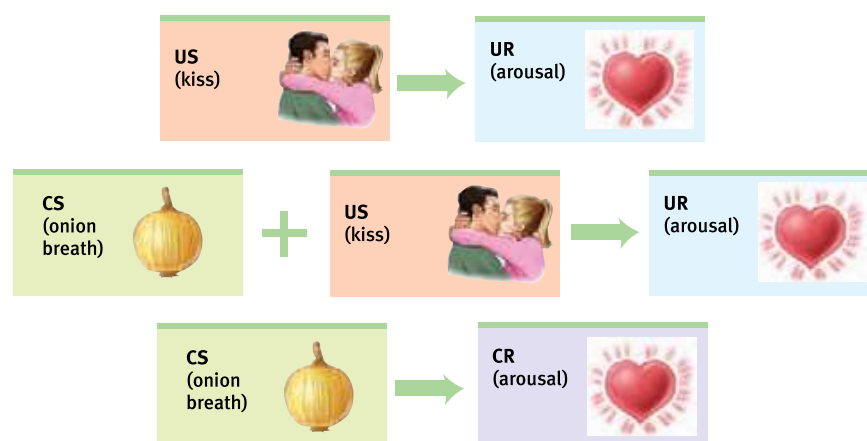 US
(kiss)
UR
(arousal)
CS
(onion
breath)
US
(kiss)
UR
(arousal)
CS
(onion
breath)
CR
(arousal)